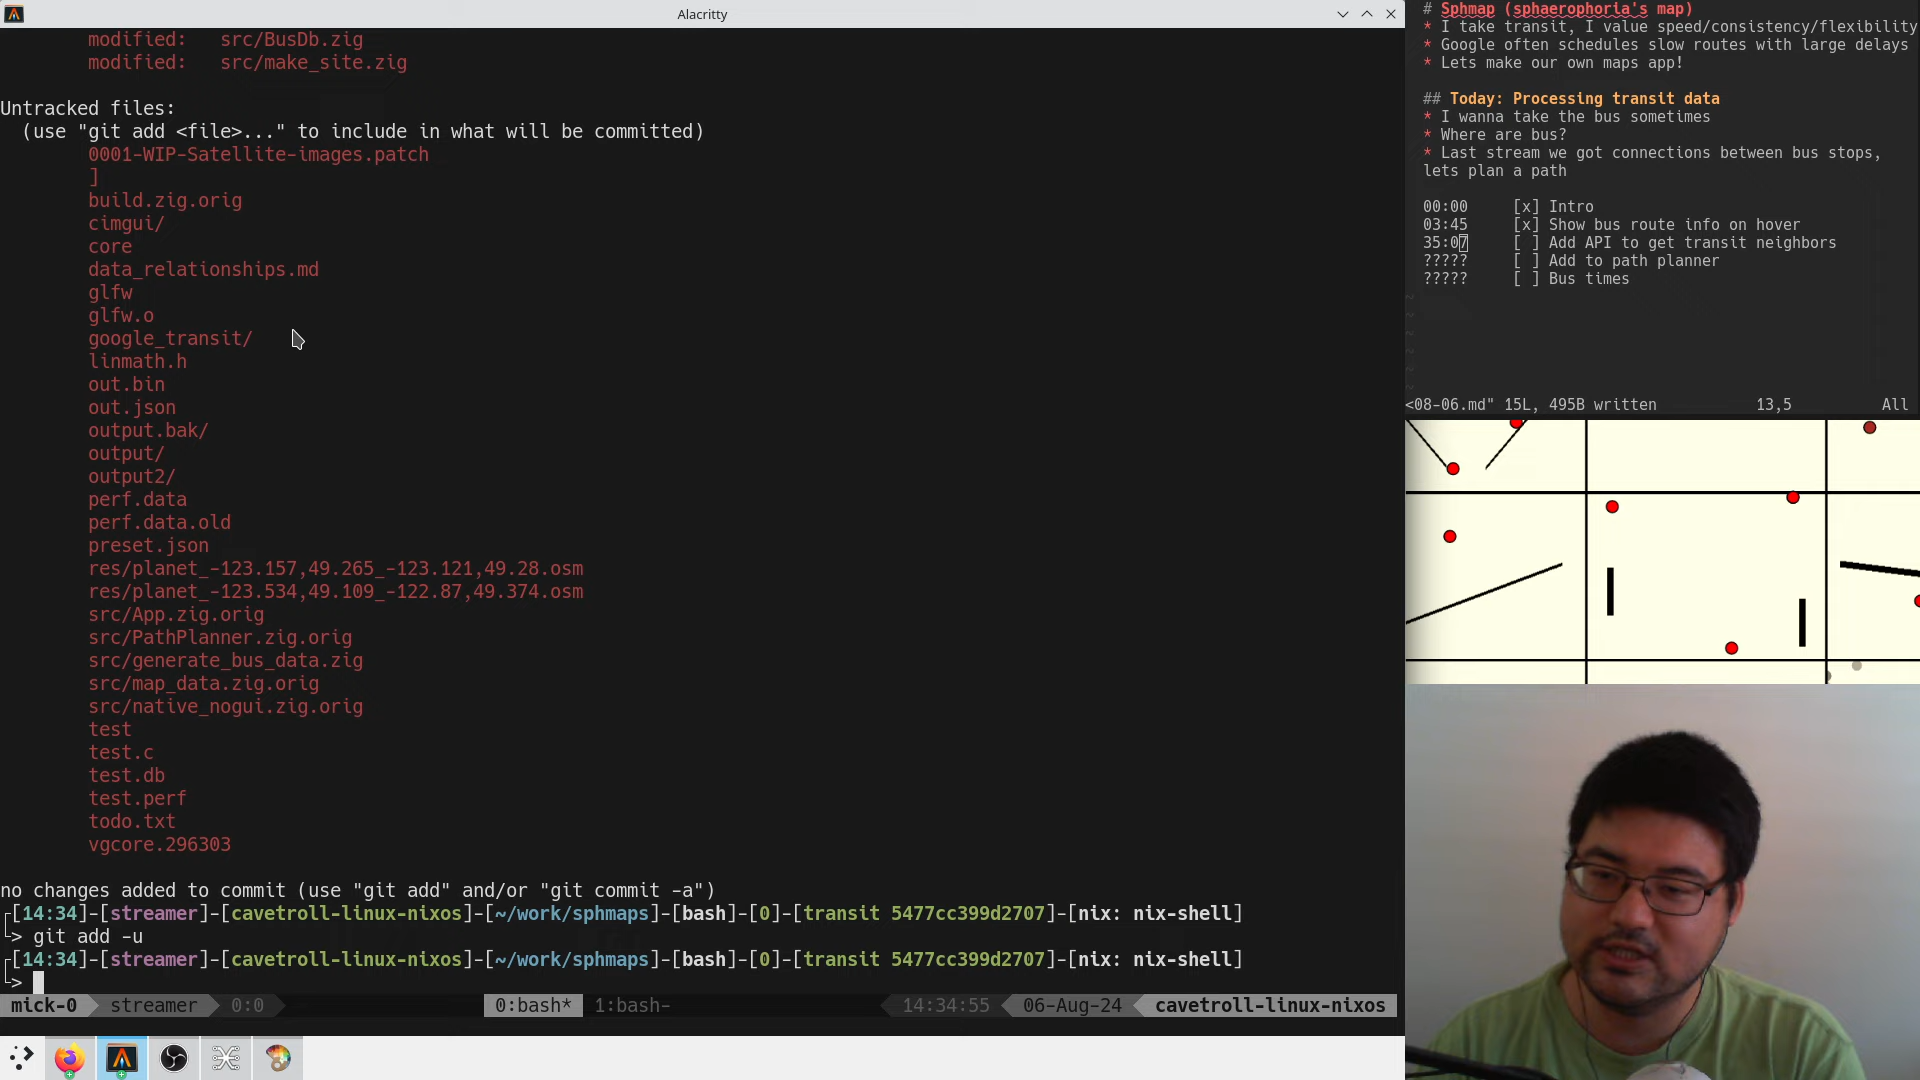 Alacritty
modified:   src/BusDb.zig
modified:   src/make_site.zig
Untracked files:
(use "git add <file>..." to include in what will be committed)
0001-WIP-Satellite-images.patch
]
build.zig.orig
cimgui/
core
data_relationships.md
glfw
glfw.o
google_transit/
linmath.h
out.bin
out.json
output.bak/
output/
output2/
perf.data
perf.data.old
preset.json
res/planet_-123.157,49.265_-123.121,49.28.osm
res/planet_-123.534,49.109_-122.87,49.374.osm
src/App.zig.orig
src/PathPlanner.zig.orig
src/generate_bus_data.zig
src/map_data.zig.orig
src/native_nogui.zig.orig
test
test.c
test.db
test.perf
todo.txt
vgcore.296303
no changes added to commit (use "git add" and/or "git commit -a")
┌[14:34]-[streamer]-[cavetroll-linux-nixos]-[~/work/sphmaps]-[bash]-[0]-[transit 5477cc399d2707]-[nix: nix-shell]
└> git add -u
┌[14:34]-[streamer]-[cavetroll-linux-nixos]-[~/work/sphmaps]-[bash]-[0]-[transit 5477cc399d2707]-[nix: nix-shell]
└>
mick-0 streamer 0:0 0:bash* 1:bash- 14:34:55 06-Aug-24 cavetroll-linux-nixos
# Sphmap (sphaerophoria's map)
* I take transit, I value speed/consistency/flexibility
* Google often schedules slow routes with large delays
* Lets make our own maps app!
## Today: Processing transit data
* I wanna take the bus sometimes
* Where are bus?
* Last stream we got connections between bus stops,
lets plan a path
00:00 [x] Intro
03:45 [x] Show bus route info on hover
35:07 [ ] Add API to get transit neighbors
????? [ ] Add to path planner
????? [ ] Bus times
~
~
~
~
~
~
<08-06.md" 15L, 495B written 13,5 All